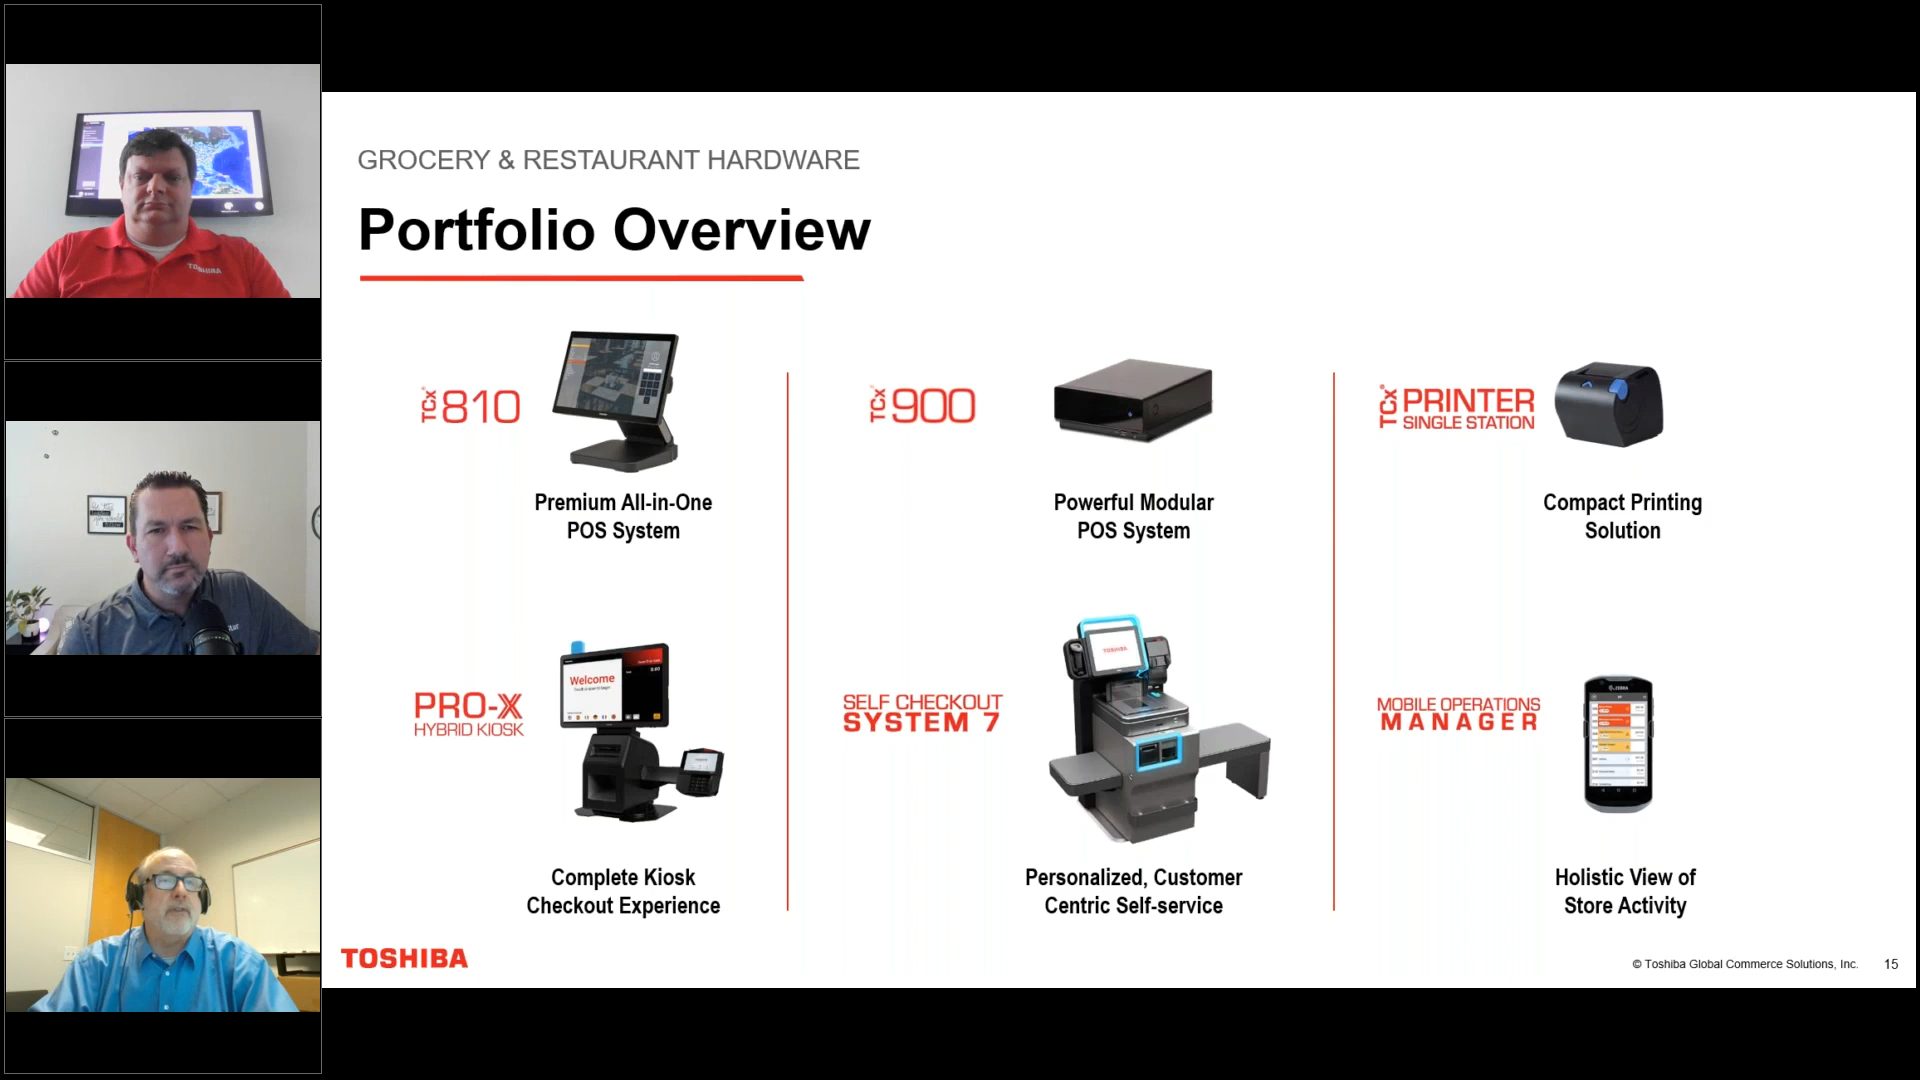 TOSHIBA
GROCERY & RESTAURANT HARDWARE
Portfolio Overview
TCx® 810
Premium All-in-One
POS System
TCx® 900
Powerful Modular
POS System
TCx® PRINTER
SINGLE STATION
Compact Printing
Solution
PRO-X
HYBRID KIOSK
Welcome
Complete Kiosk
Checkout Experience
SELF CHECKOUT
SYSTEM 7
TOSHIBA
Personalized, Customer
Centric Self-service
MOBILE OPERATIONS
MANAGER
ZEBRA
Holistic View of
Store Activity
TOSHIBA
© Toshiba Global Commerce Solutions, Inc.
15